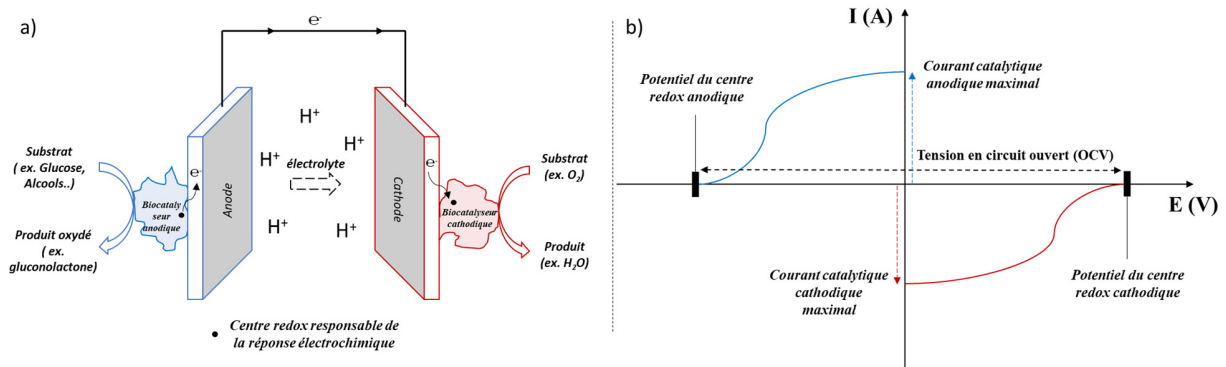 a)
e-
H+
H+
H+
H+
H+
H+
électrolyte
Substrat
( ex. Glucose,
Alcools..)
Produit oxydé
( ex.
gluconolactone)
Biocataly
seur
anodique
e-
Anode
Cathode
e-
Biocatalyseur
cathodique
Substrat
(ex. O2)
Produit
(ex. H2O)
Centre redox responsable de
la réponse électrochimique
b)
I (A)
Potentiel du centre
redox anodique
Courant catalytique
anodique maximal
Tension en circuit ouvert (OCV)
E (V)
Courant catalytique
cathodique
maximal
Potentiel du centre
redox cathodique